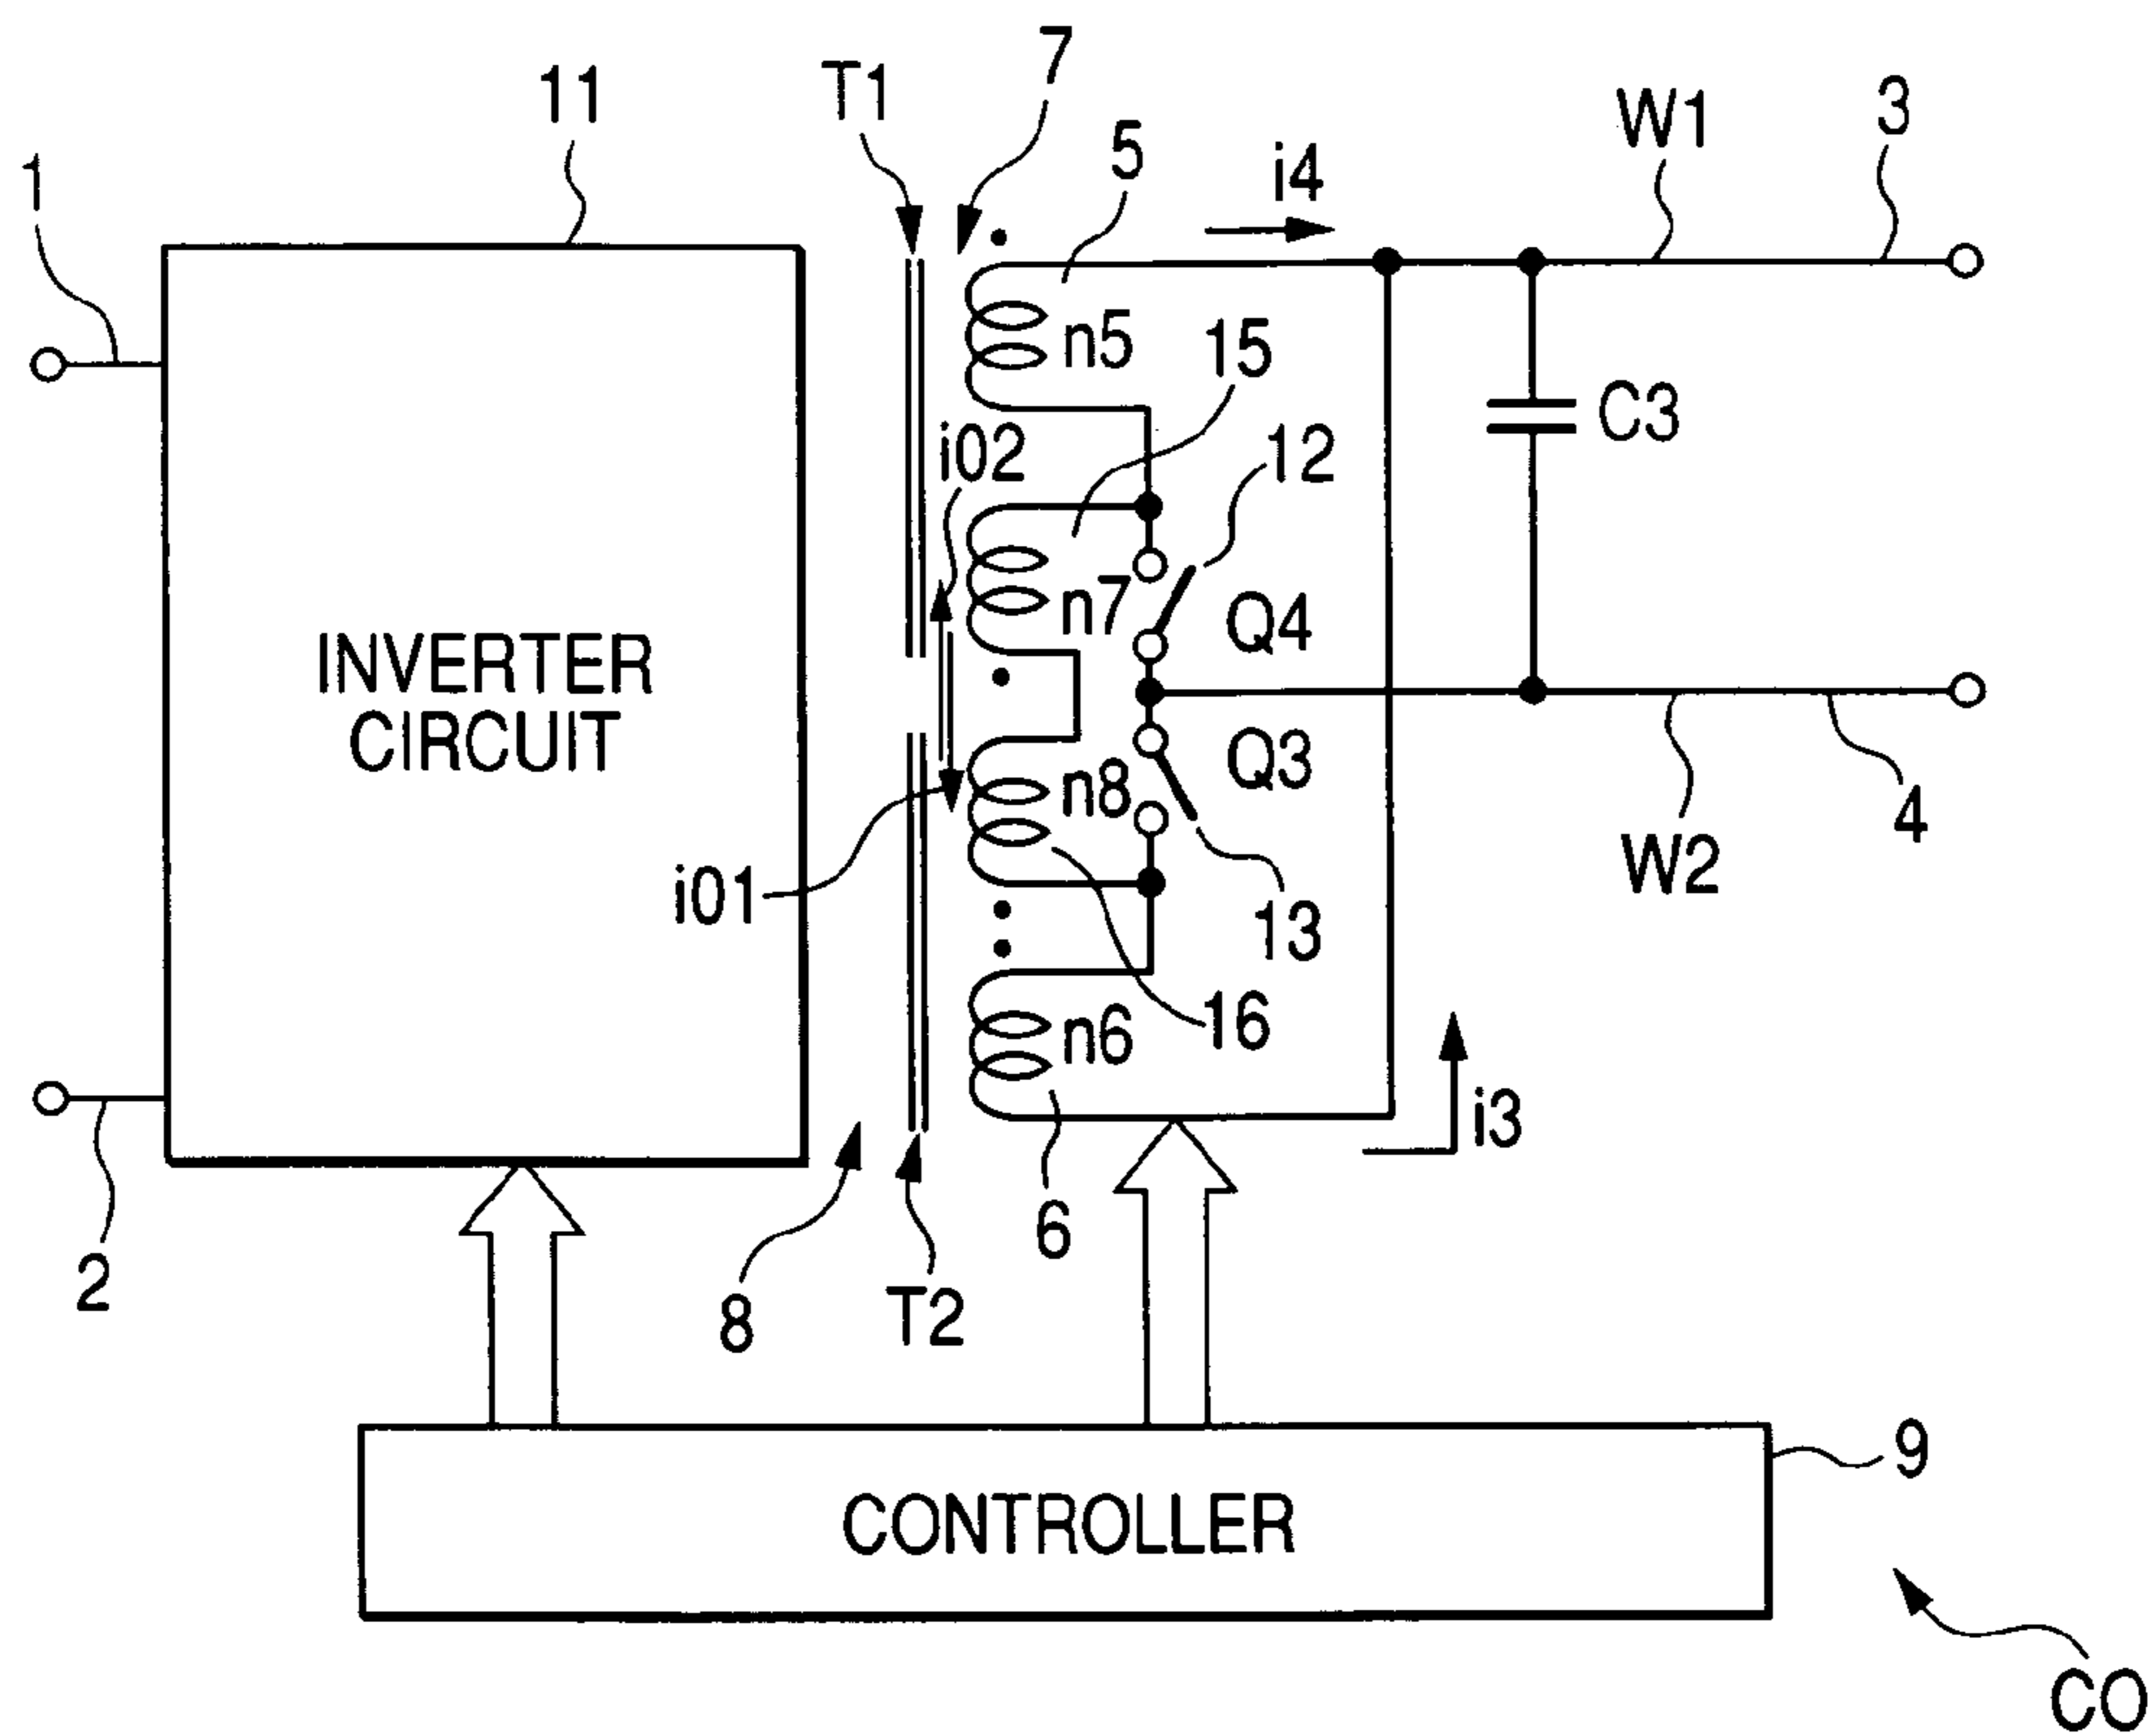 7
11
T1
W1
3
5
i4
1
n5
15
C3
i02
12
n7
Q4
INVERTER
CIRCUIT
Q3
n8
4
W2
i01
13
16
n6
i3
6
2
8
T2
9
CONTROLLER
CO